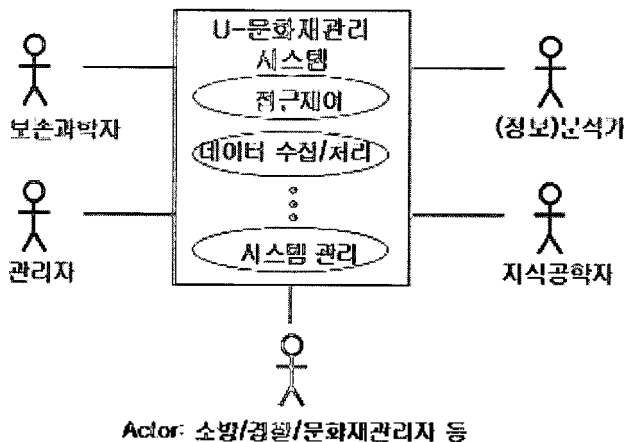 U-문화재관리
시스템
접근제어
보존과학자
(정보)분석가
데이터 수집/처리
관리자
시스템 관리
지식공학자
Actor: 소방/경찰/문화재관리자 등